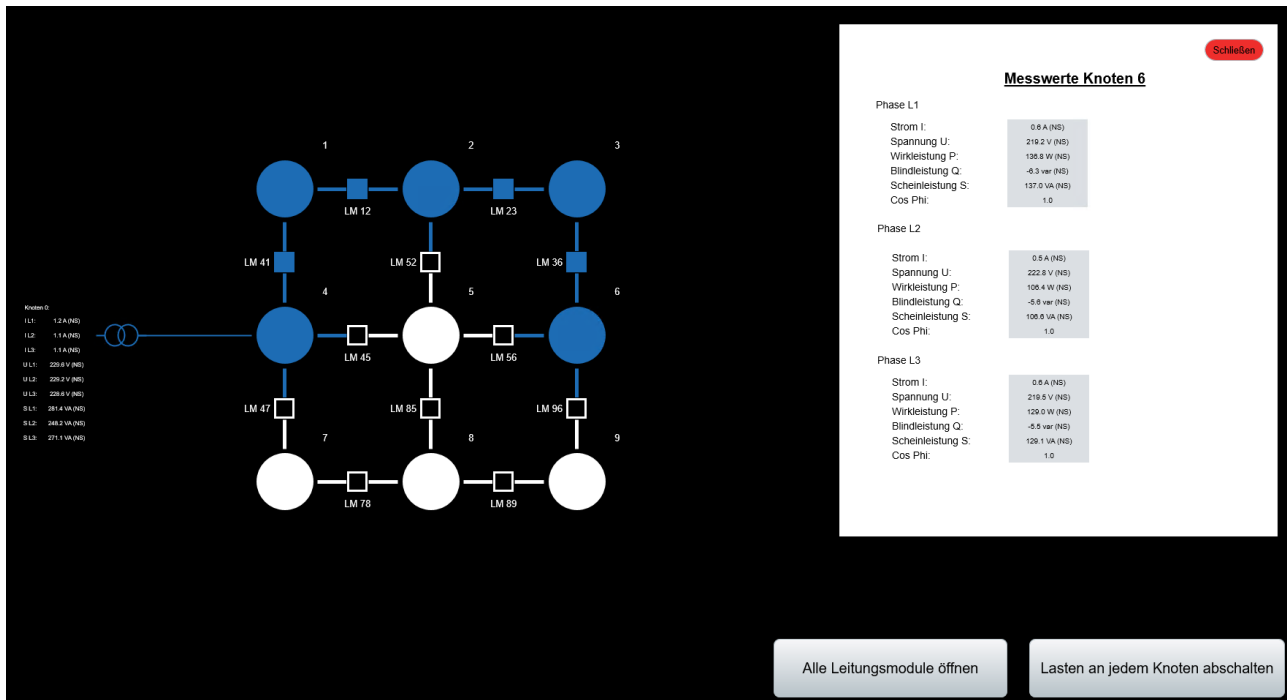 Schließen
Messwerte Knoten 6
Phase L1
Strom I: 0.6 A (NS)
Spannung U: 219.2 V (NS)
Wirkleistung P: 136.8 W (NS)
Blindleistung Q: -6.3 var (NS)
Scheinleistung S: 137.0 VA (NS)
Cos Phi: 1.0
Phase L2
Strom I: 0.5 A (NS)
Spannung U: 222.8 V (NS)
Wirkleistung P: 106.4 W (NS)
Blindleistung Q: -5.6 var (NS)
Scheinleistung S: 106.6 VA (NS)
Cos Phi: 1.0
Phase L3
Strom I: 0.6 A (NS)
Spannung U: 219.5 V (NS)
Wirkleistung P: 129.0 W (NS)
Blindleistung Q: -5.5 var (NS)
Scheinleistung S: 129.1 VA (NS)
Cos Phi: 1.0
1 2 3
LM 12 LM 23
LM 41 LM 52 LM 36
4 5 6
LM 45 LM 56
LM 47 LM 85 LM 96
7 8 9
LM 78 LM 89
Knoten 0:
I L1: 1.2 A (NS)
I L2: 1.1 A (NS)
I L3: 1.1 A (NS)
U L1: 229.6 V (NS)
U L2: 229.2 V (NS)
U L3: 228.6 V (NS)
S L1: 281.4 VA (NS)
S L2: 248.2 VA (NS)
S L3: 271.1 VA (NS)
Alle Leitungsmodule öffnen
Lasten an jedem Knoten abschalten